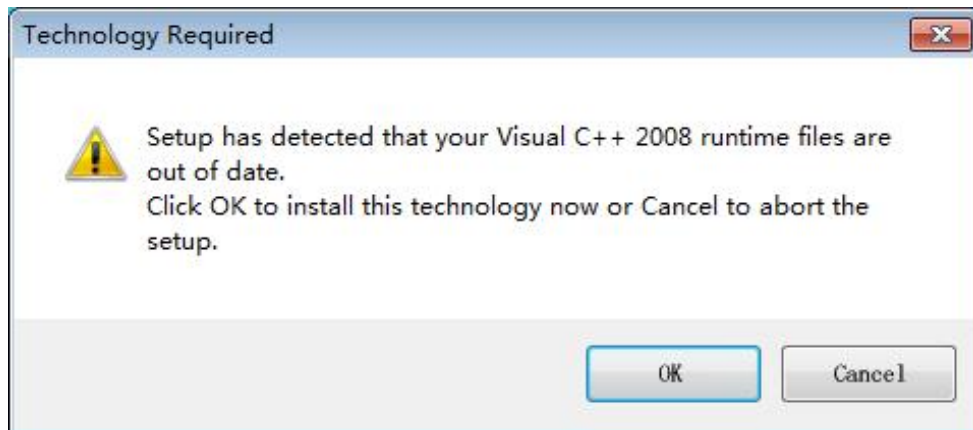 Technology Required
Setup has detected that your Visual C++ 2008 runtime files are
out of date.
Click OK to install this technology now or Cancel to abort the
setup.
OK
Cancel